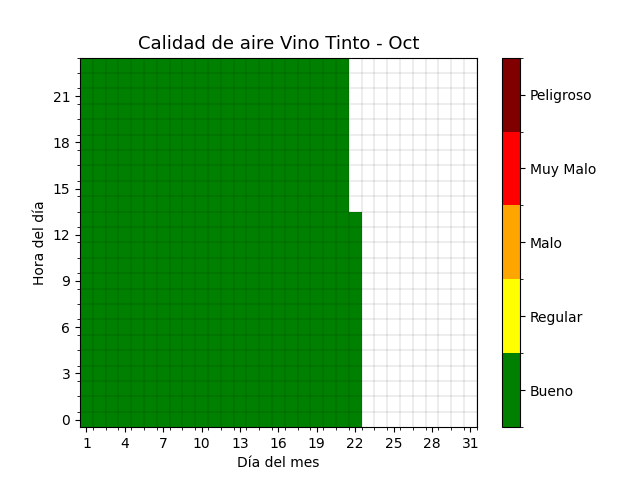 Calidad de aire Vino Tinto - Oct
Hora del día
21
18
15
12
9
6
3
0
1 4 7 10 13 16 19 22 25 28 31
Día del mes
Peligroso
Muy Malo
Malo
Regular
Bueno